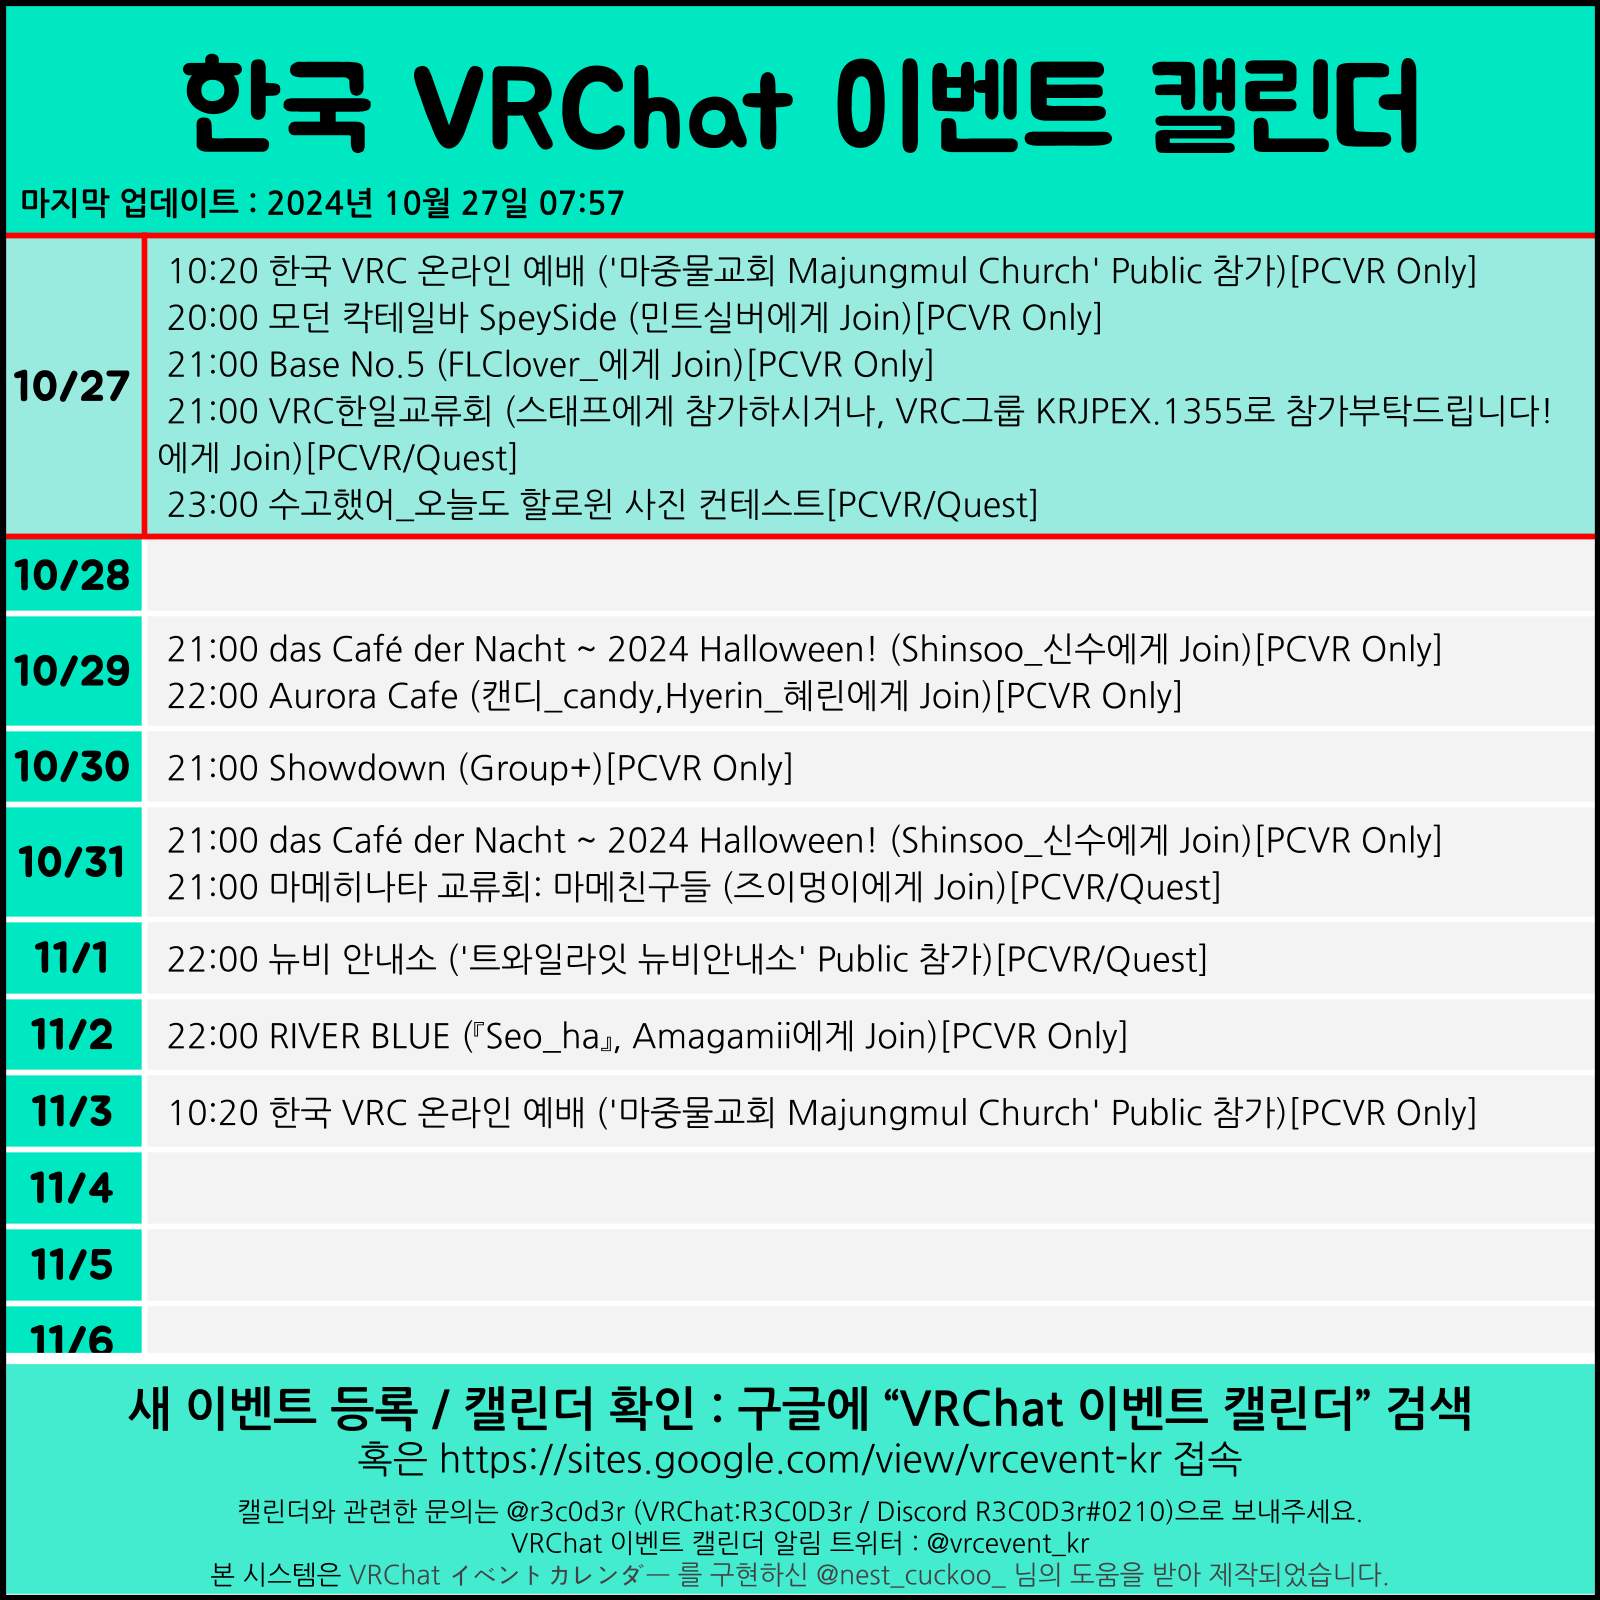 한국 VRChat 이벤트 캘린더
마지막 업데이트 : 2024년 10월 27일 07:57
10/27
10:20 한국 VRC 온라인 예배 ('마중물교회 Majungmul Church' Public 참가)[PCVR Only]
20:00 모던 칵테일바 SpeySide (민트실버에게 Join)[PCVR Only]
21:00 Base No.5 (FLClover_에게 Join)[PCVR Only]
21:00 VRC한일교류회 (스태프에게 참가하시거나, VRC그룹 KRJPEX.1355로 참가부탁드립니다!
에게 Join)[PCVR/Quest]
23:00 수고했어_오늘도 할로윈 사진 컨테스트[PCVR/Quest]
10/28
10/29
21:00 das Café der Nacht ~ 2024 Halloween! (Shinsoo_신수에게 Join)[PCVR Only]
22:00 Aurora Cafe (캔디_candy,Hyerin_혜린에게 Join)[PCVR Only]
10/30
21:00 Showdown (Group+)[PCVR Only]
10/31
21:00 das Café der Nacht ~ 2024 Halloween! (Shinsoo_신수에게 Join)[PCVR Only]
21:00 마메히나타 교류회: 마메친구들 (즈이멍이에게 Join)[PCVR/Quest]
11/1
22:00 뉴비 안내소 ('트와일라잇 뉴비안내소' Public 참가)[PCVR/Quest]
11/2
22:00 RIVER BLUE (『Seo_ha』, Amagamii에게 Join)[PCVR Only]
11/3
10:20 한국 VRC 온라인 예배 ('마중물교회 Majungmul Church' Public 참가)[PCVR Only]
11/4
11/5
11/6
새 이벤트 등록 / 캘린더 확인 : 구글에 “VRChat 이벤트 캘린더” 검색
혹은 https://sites.google.com/view/vrcevent-kr 접속
캘린더와 관련한 문의는 @r3c0d3r (VRChat:R3C0D3r / Discord R3C0D3r#0210)으로 보내주세요.
VRChat 이벤트 캘린더 알림 트위터 : @vrcevent_kr
본 시스템은 VRChat イベントカレンダー 를 구현하신 @nest_cuckoo_ 님의 도움을 받아 제작되었습니다.